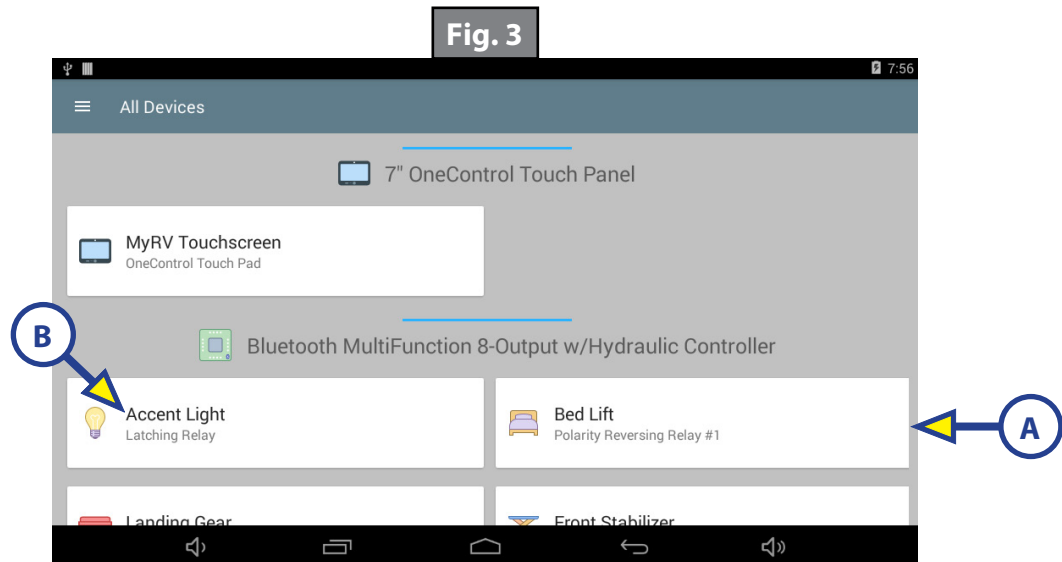 Fig. 3
7:56
All Devices
7" OneControl Touch Panel
MyRV Touchscreen
OneControl Touch Pad
B
Bluetooth MultiFunction 8-Output w/Hydraulic Controller
Accent Light
Latching Relay
Bed Lift
Polarity Reversing Relay #1
A
Landing Gear
Front Stabilizer